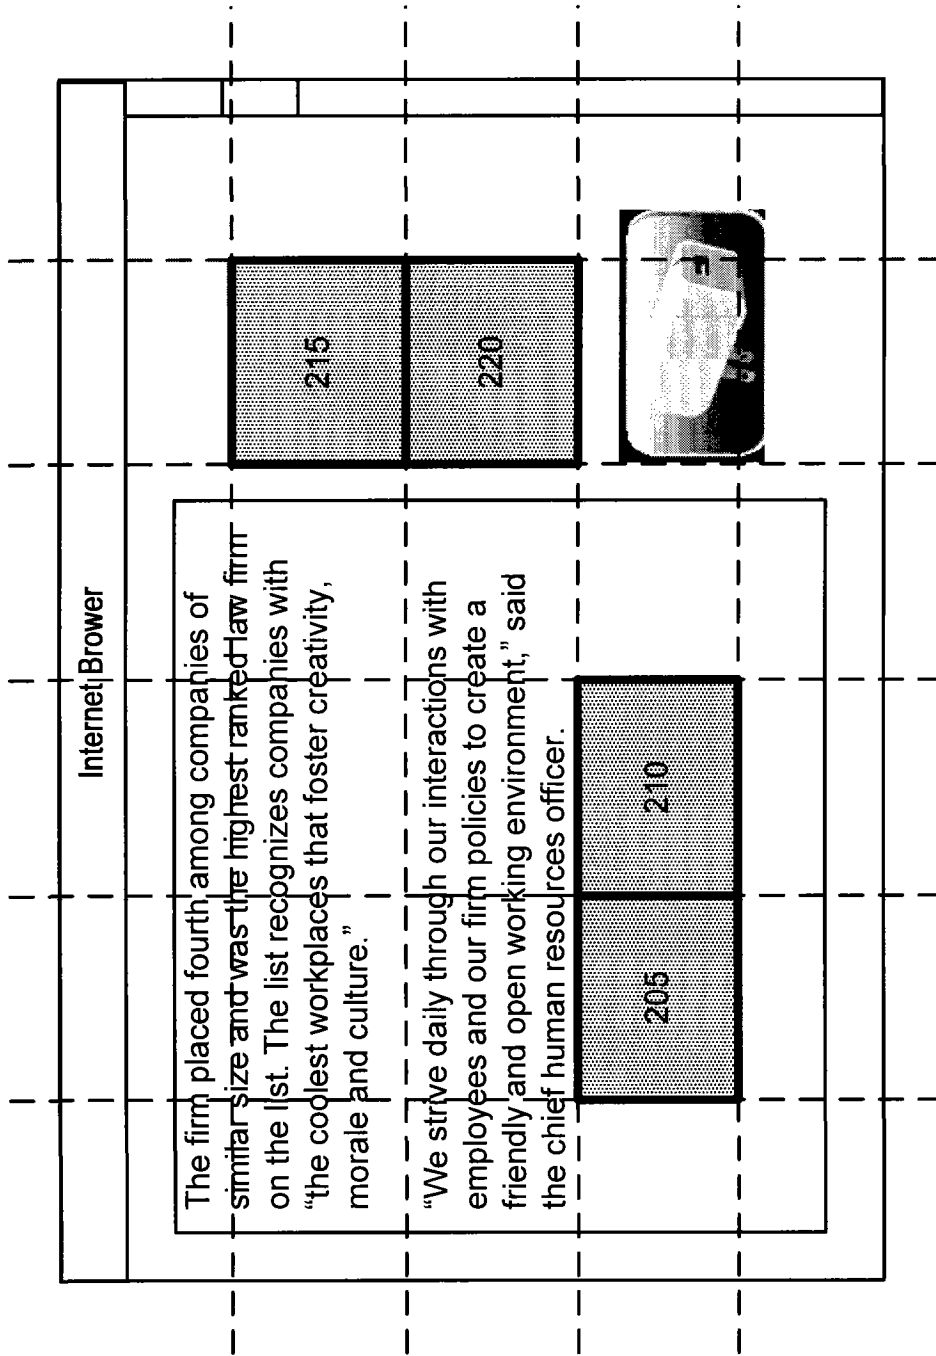 Internet Brower
The firm placed fourth among companies of
similar size and was the highest ranked law firm
on the list. The list recognizes companies with
“the coolest workplaces that foster creativity,
morale and culture.”
“We strive daily through our interactions with
employees and our firm policies to create a
friendly and open working environment,” said
the chief human resources officer.
205
210
215
220